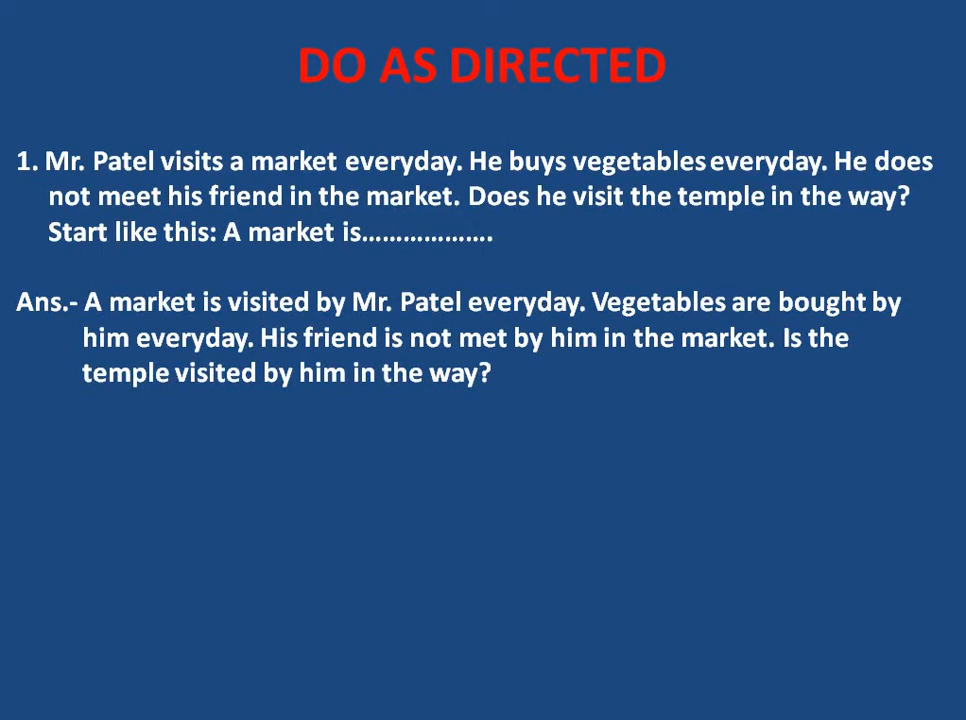 DO AS DIRECTED
1. Mr. Patel visits a market everyday. He buys vegetables everyday. He does
not meet his friend in the market. Does he visit the temple in the way?
Start like this: A market is……………….
Ans.- A market is visited by Mr. Patel everyday. Vegetables are bought by
him everyday. His friend is not met by him in the market. Is the
temple visited by him in the way?